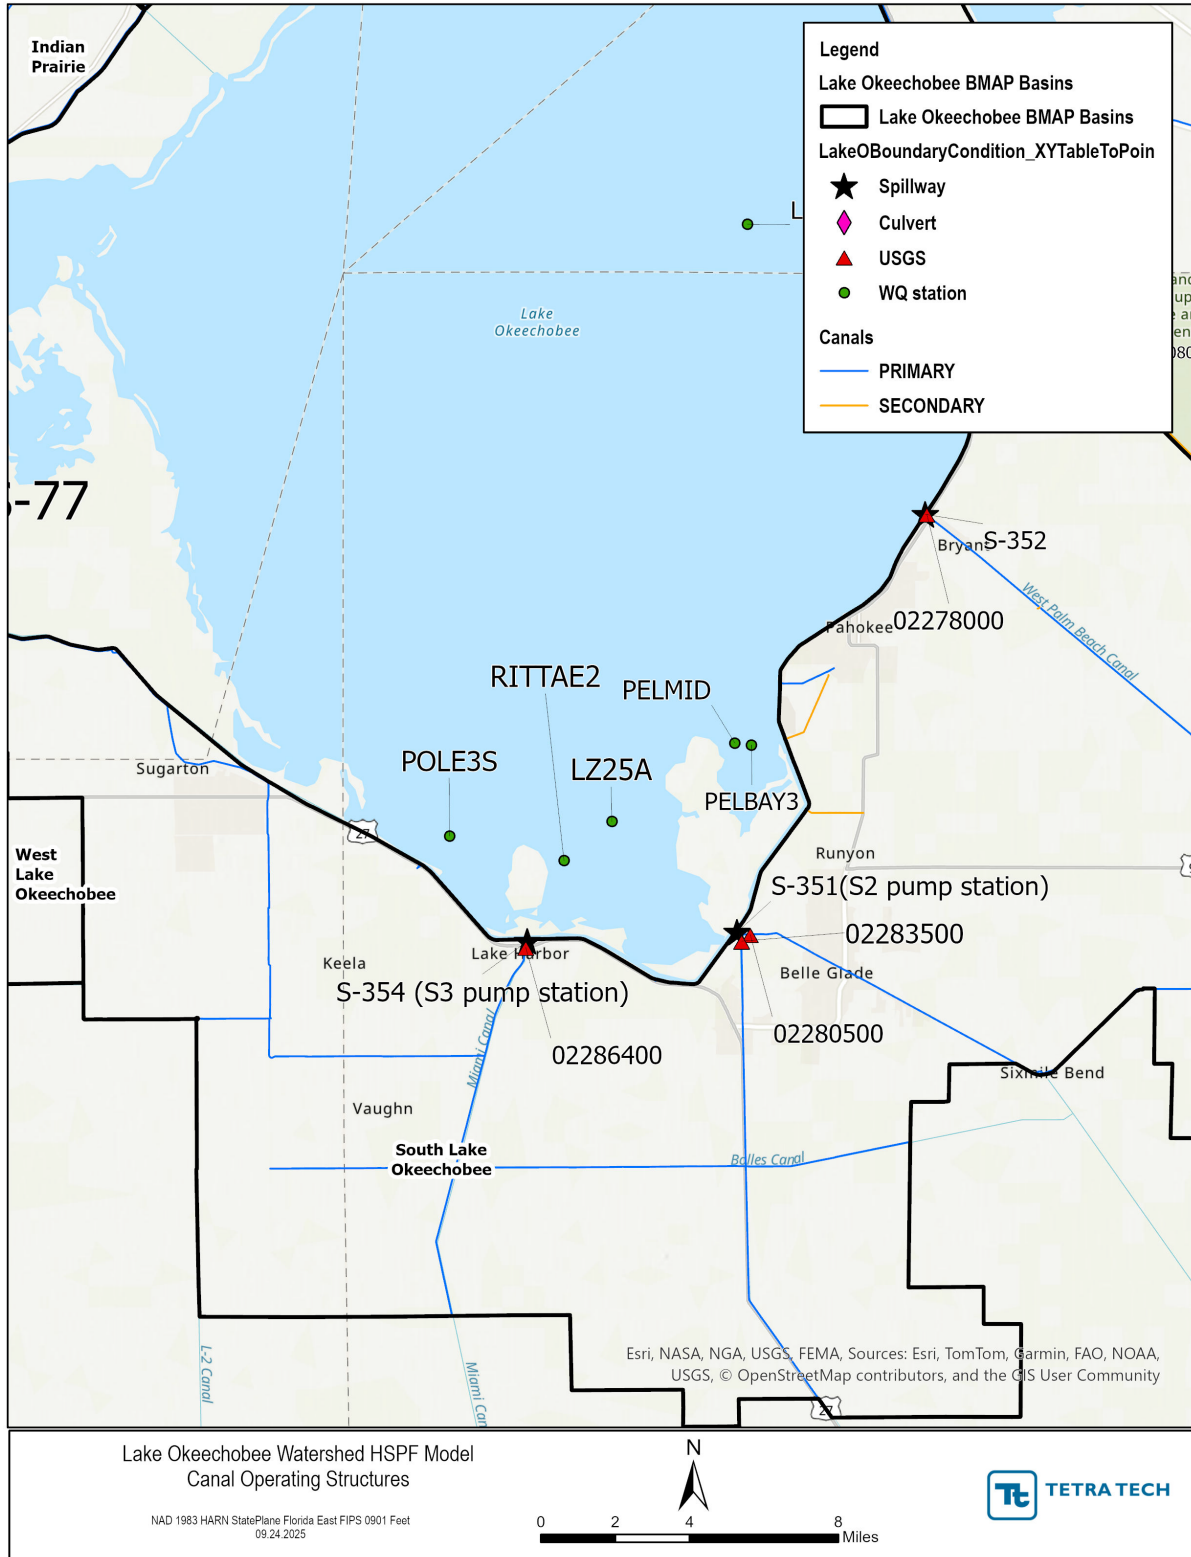 Indian
Prairie
Legend
Lake Okeechobee BMAP Basins
Lake Okeechobee BMAP Basins
LakeOBoundaryCondition_XYTableToPoin
Spillway
Culvert
USGS
WQ station
Canals
PRIMARY
SECONDARY
L
Lake
Okeechobee
-77
S-352
Bryant
West Palm Beach Canal
02278000
Pahokee
RITTAE2
PELMID
POLE3S
LZ25A
PELBAY3
Sugarton
27
West
Lake
Okeechobee
Runyon
S-351(S2 pump station)
02283500
Lake Harbor
Keela
Belle Glade
S-354 (S3 pump station)
02280500
Miami Canal
02286400
Sixmile Bend
Vaughn
South Lake
Okeechobee
Bolles Canal
L-2 Canal
Miami Can
Esri, NASA, NGA, USGS, FEMA, Sources: Esri, TomTom, Garmin, FAO, NOAA,
USGS, © OpenStreetMap contributors, and the GIS User Community
27
Lake Okeechobee Watershed HSPF Model
Canal Operating Structures
NAD 1983 HARN StatePlane Florida East FIPS 0901 Feet
09.24.2025
N
0 2 4 8
Miles
Tt TETRA TECH